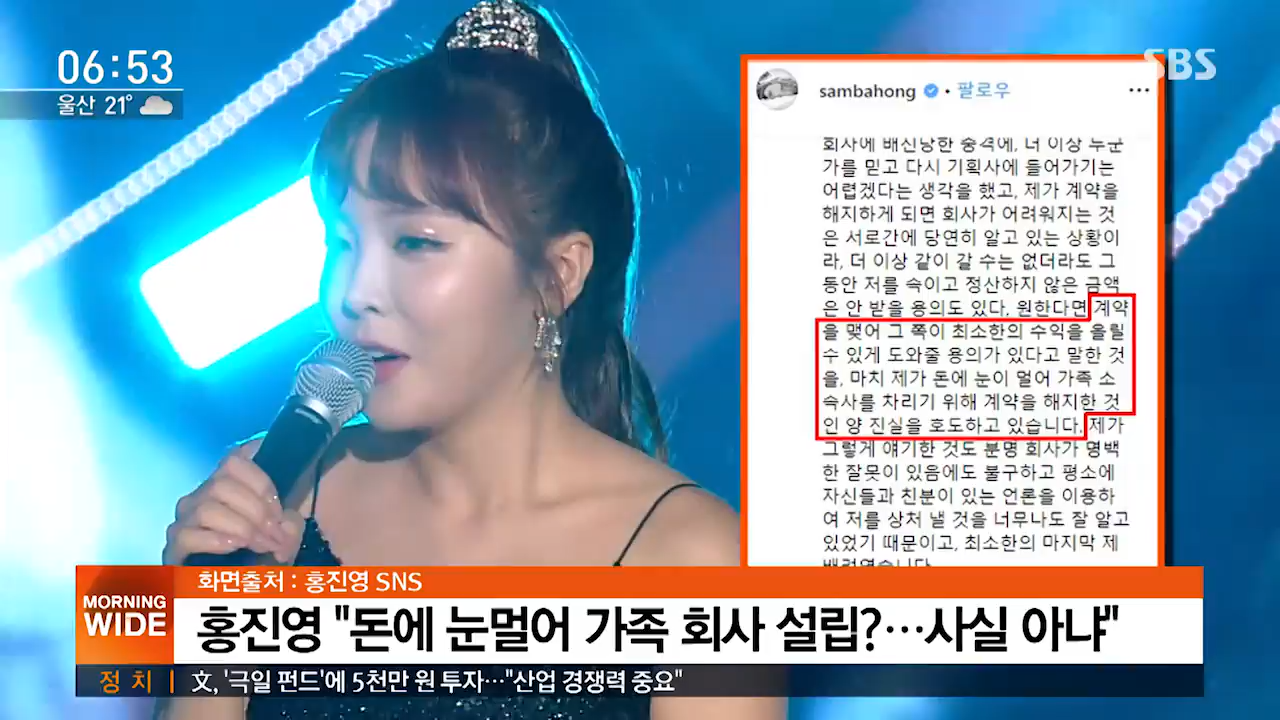 06:53
울산 21°
SBS
sambahong • 팔로우
회사에 배신당한 충격에, 더 이상 누군
가를 믿고 다시 기획사에 들어가기는
어렵겠다는 생각을 했고, 제가 계약을
해지하게 되면 회사가 어려워지는 것
은 서로간에 당연히 알고 있는 상황이
라, 더 이상 같이 갈 수는 없더라도 그
동안 저를 속이고 정산하지 않은 금액
은 안 받을 용의도 있다, 원한다면 계약
을 맺어 그 쪽이 최소한의 수익을 올릴
수 있게 도와줄 용의가 있다고 말한 것
을, 마치 제가 돈에 눈이 멀어 가족 소
속사를 차리기 위해 계약을 해지한 것
인 양 진실을 호도하고 있습니다. 제가
그렇게 얘기한 것도 분명 회사가 명백
한 잘못이 있음에도 불구하고 평소에
자신들과 친분이 있는 언론을 이용하
여 저를 상처 낼 것을 너무나도 잘 알고
있었기 때문이고, 최소한의 마지막 제
화면출처 : 홍진영 SNS
MORNING
WIDE
홍진영 "돈에 눈멀어 가족 회사 설립?…사실 아냐"
정치 文, '극일 펀드'에 5천만 원 투자…"산업 경쟁력 중요"